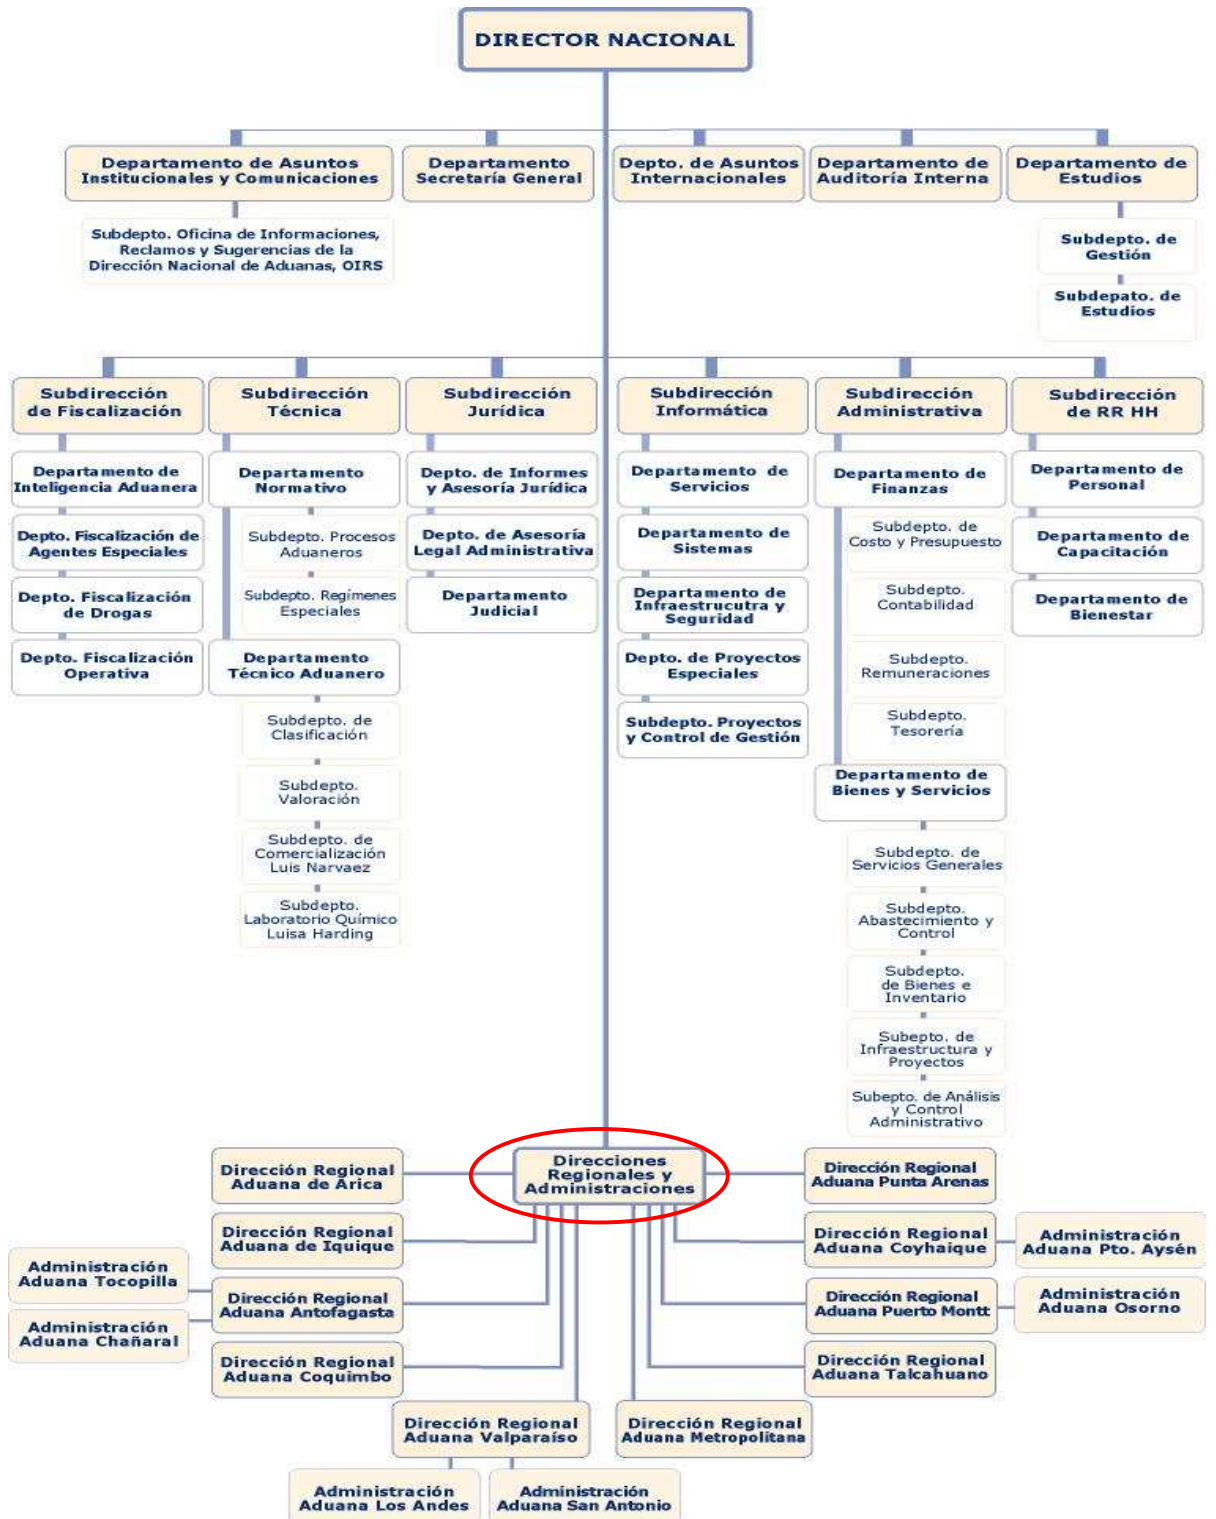 DIRECTOR NACIONAL
Departamento de Asuntos
Institucionales y Comunicaciones
Departamento
Secretaría General
Depto. de Asuntos
Internacionales
Departamento de
Auditoría Interna
Departamento de
Estudios
Subdepto. Oficina de Informaciones,
Reclamos y Sugerencias de la
Dirección Nacional de Aduanas, OIRS
Subdepto. de
Gestión
Subdepato. de
Estudios
Subdirección
de Fiscalización
Subdirección
Técnica
Subdirección
Jurídica
Subdirección
Informática
Subdirección
Administrativa
Subdirección
de RR HH
Departamento de
Inteligencia Aduanera
Depto. Fiscalización de
Agentes Especiales
Depto. Fiscalización
de Drogas
Depto. Fiscalización
Operativa
Departamento
Normativo
Subdepto. Procesos
Aduaneros
Subdepto. Regímenes
Especiales
Departamento
Técnico Aduanero
Subdepto. de
Clasificación
Subdepto.
Valoración
Subdepto. de
Comercialización
Luis Narvaez
Subdepto.
Laboratorio Químico
Luisa Harding
Depto. de Informes
y Asesoría Jurídica
Depto. de Asesoría
Legal Administrativa
Departamento
Judicial
Departamento de
Servicios
Departamento de
Sistemas
Departamento de
Infraestrucutra y
Seguridad
Depto. de Proyectos
Especiales
Subdepto. Proyectos
y Control de Gestión
Departamento de
Finanzas
Subdepto. de
Costo y Presupuesto
Subdepto.
Contabilidad
Subdepto.
Remuneraciones
Subdepto.
Tesorería
Departamento de
Bienes y Servicios
Subdepto. de
Servicios Generales
Subdepto.
Abastecimiento y
Control
Subdepto.
de Bienes e
Inventario
Subepto. de
Infraestructura y
Proyectos
Subepto. de Análisis
y Control
Administrativo
Departamento de
Personal
Departamento de
Capacitación
Departamento de
Bienestar
Direcciones
Regionales y
Administraciones
Dirección Regional
Aduana de Arica
Dirección Regional
Aduana de Iquique
Administración
Aduana Tocopilla
Dirección Regional
Aduana Antofagasta
Administración
Aduana Chañaral
Dirección Regional
Aduana Coquimbo
Dirección Regional
Aduana Valparaíso
Administración
Aduana Los Andes
Administración
Aduana San Antonio
Dirección Regional
Aduana Punta Arenas
Dirección Regional
Aduana Coyhaique
Administración
Aduana Pto. Aysén
Dirección Regional
Aduana Puerto Montt
Administración
Aduana Osorno
Dirección Regional
Aduana Talcahuano
Dirección Regional
Aduana Metropolitana